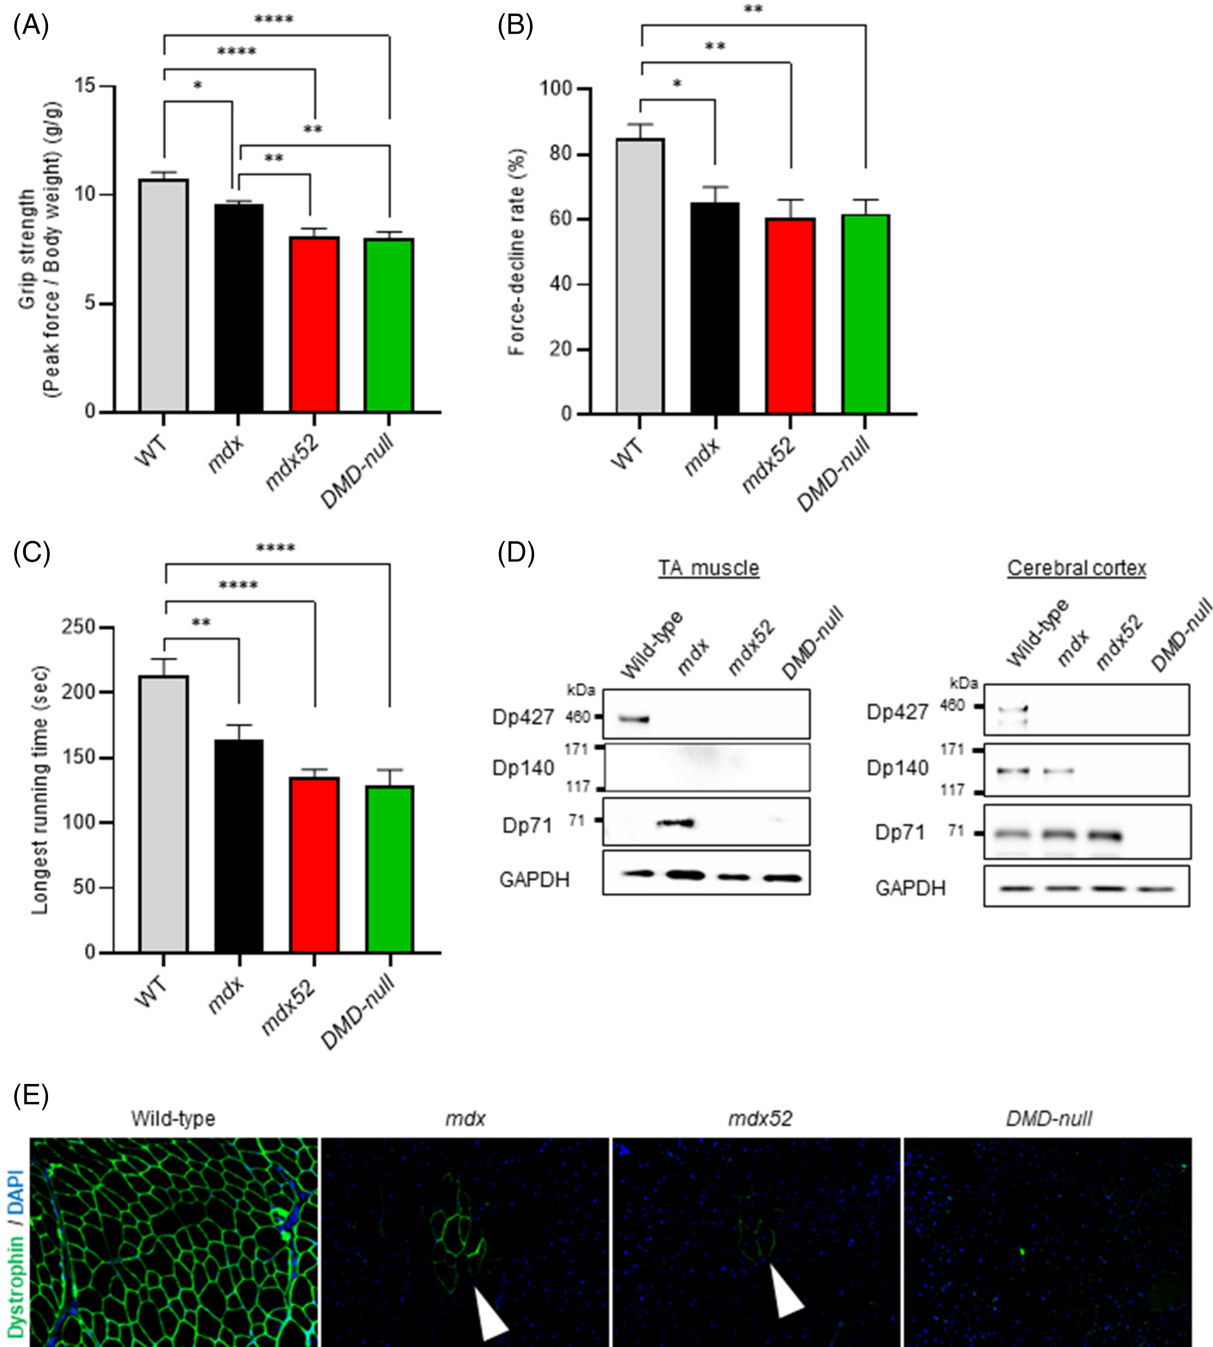 (A)
****
****
*
**
**
Grip strength
(Peak force / Body weight) (g/g)
15
10
5
0
WT
mdx
mdx52
DMD-null
(B)
**
**
*
Force-decline rate (%)
100
80
60
40
20
0
WT
mdx
mdx52
DMD-null
(C)
****
****
**
Longest running time (sec)
250
200
150
100
50
0
WT
mdx
mdx52
DMD-null
(D)
TA muscle
Wild-type
mdx
mdx52
DMD-null
kDa
Dp427 460
171
Dp140
117
Dp71 71
GAPDH
Cerebral cortex
Wild-type
mdx
mdx52
DMD-null
kDa
Dp427 460
171
Dp140
117
Dp71 71
GAPDH
(E)
Wild-type
mdx
mdx52
DMD-null
Dystrophin / DAPI